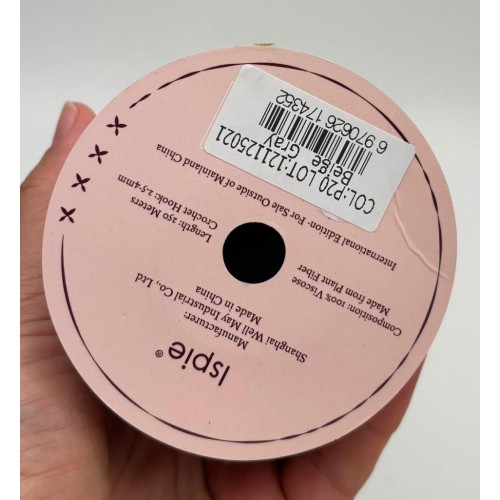 Ispie®
Manufacturer:
Shanghai Well May Industrial Co., Ltd
Made in China
Composition: 100% Viscose
Made from Plant Fiber
Length: 250 Meters
Crochet Hook: 2.5-4mm
International Edition- For Sale Outside of Mainland China
COL:P20 LOT:1211125021
Beige Gray
6 970626 174352